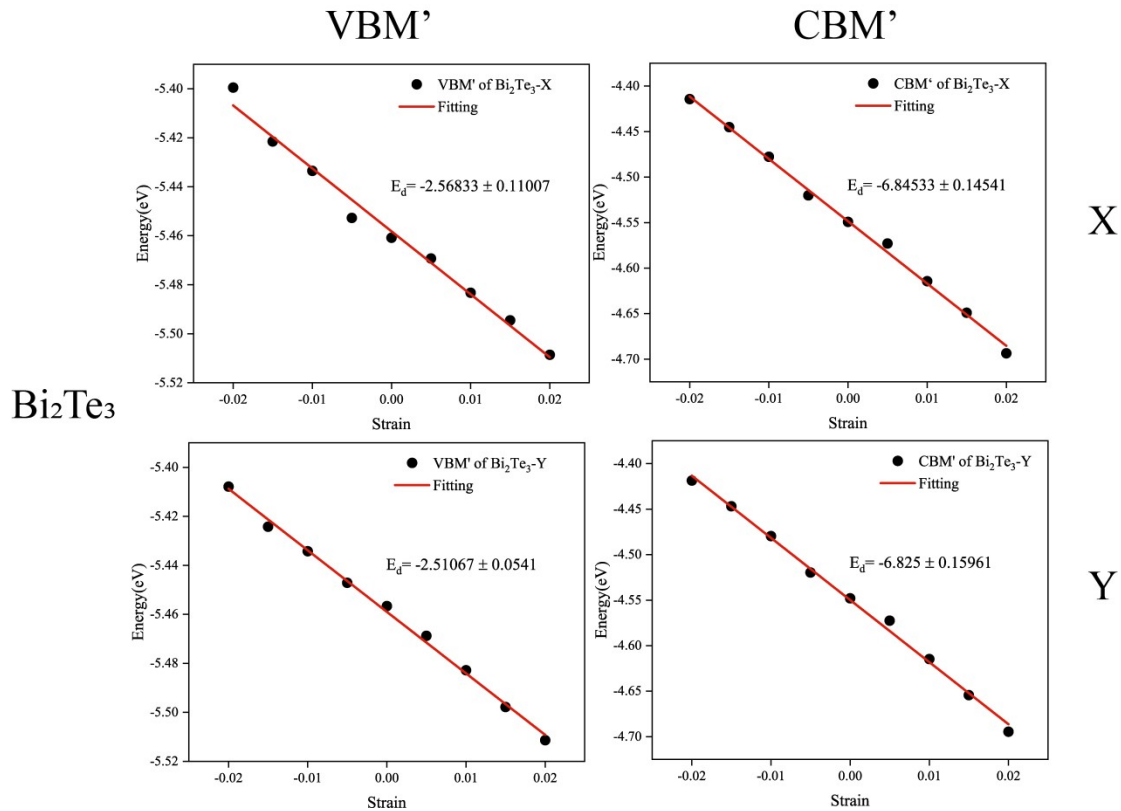 VBM’
CBM’
-5.40
-5.42
-5.44
-5.46
-5.48
-5.50
-5.52
Energy(eV)
VBM' of Bi₂Te₃-X
Fitting
E_d= -2.56833 ± 0.11007
-0.02
-0.01
0.00
0.01
0.02
Strain
-4.40
-4.45
-4.50
-4.55
-4.60
-4.65
-4.70
Energy(eV)
CBM‘ of Bi₂Te₃-X
Fitting
E_d= -6.84533 ± 0.14541
-0.02
-0.01
0.00
0.01
0.02
Strain
X
Bi₂Te₃
-5.40
-5.42
-5.44
-5.46
-5.48
-5.50
-5.52
Energy(eV)
VBM' of Bi₂Te₃-Y
Fitting
E_d= -2.51067 ± 0.0541
-0.02
-0.01
0.00
0.01
0.02
Strain
-4.40
-4.45
-4.50
-4.55
-4.60
-4.65
-4.70
Energy(eV)
CBM' of Bi₂Te₃-Y
Fitting
E_d= -6.825 ± 0.15961
-0.02
-0.01
0.00
0.01
0.02
Strain
Y